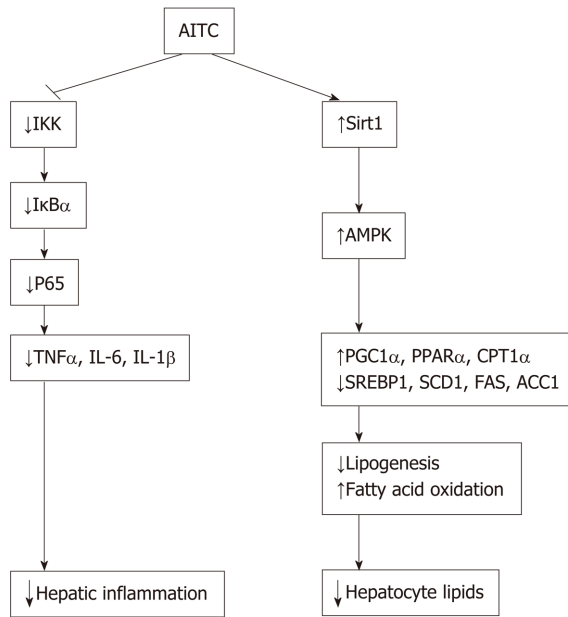 AITC
↓IKK
↓IκBα
↓P65
↓TNFα, IL-6, IL-1β
↓Hepatic inflammation
↑Sirt1
↑AMPK
↑PGC1α, PPARα, CPT1α
↓SREBP1, SCD1, FAS, ACC1
↓Lipogenesis
↑Fatty acid oxidation
↓Hepatocyte lipids